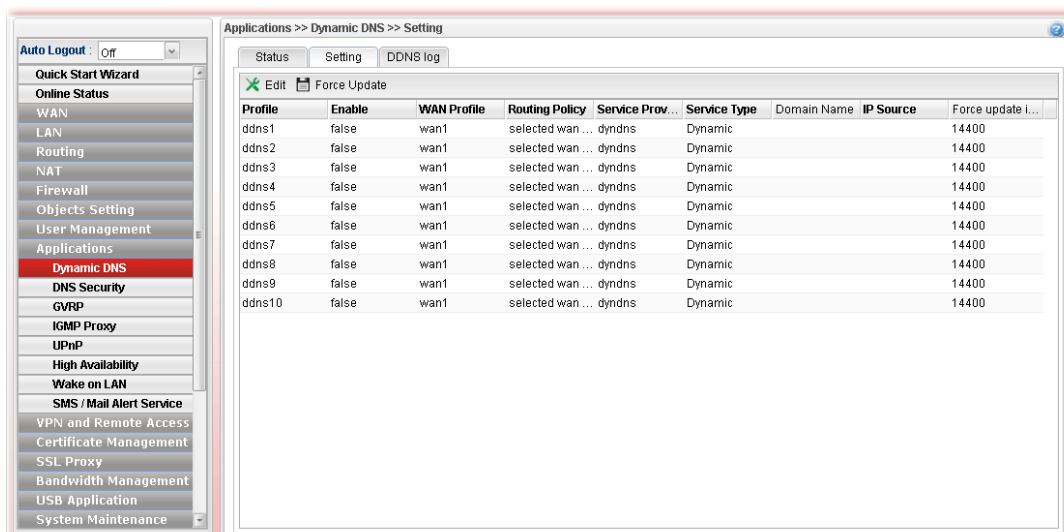 Applications >> Dynamic DNS >> Setting
Auto Logout : Off
Quick Start Wizard
Online Status
WAN
LAN
Routing
NAT
Firewall
Objects Setting
User Management
Applications
Dynamic DNS
DNS Security
GVRP
IGMP Proxy
UPnP
High Availability
Wake on LAN
SMS / Mail Alert Service
VPN and Remote Access
Certificate Management
SSL Proxy
Bandwidth Management
USB Application
System Maintenance
Status Setting DDNS log
Edit Force Update
Profile Enable WAN Profile Routing Policy Service Prov... Service Type Domain Name IP Source Force update i...
ddns1 false wan1 selected wan ... dyndns Dynamic 14400
ddns2 false wan1 selected wan ... dyndns Dynamic 14400
ddns3 false wan1 selected wan ... dyndns Dynamic 14400
ddns4 false wan1 selected wan ... dyndns Dynamic 14400
ddns5 false wan1 selected wan ... dyndns Dynamic 14400
ddns6 false wan1 selected wan ... dyndns Dynamic 14400
ddns7 false wan1 selected wan ... dyndns Dynamic 14400
ddns8 false wan1 selected wan ... dyndns Dynamic 14400
ddns9 false wan1 selected wan ... dyndns Dynamic 14400
ddns10 false wan1 selected wan ... dyndns Dynamic 14400